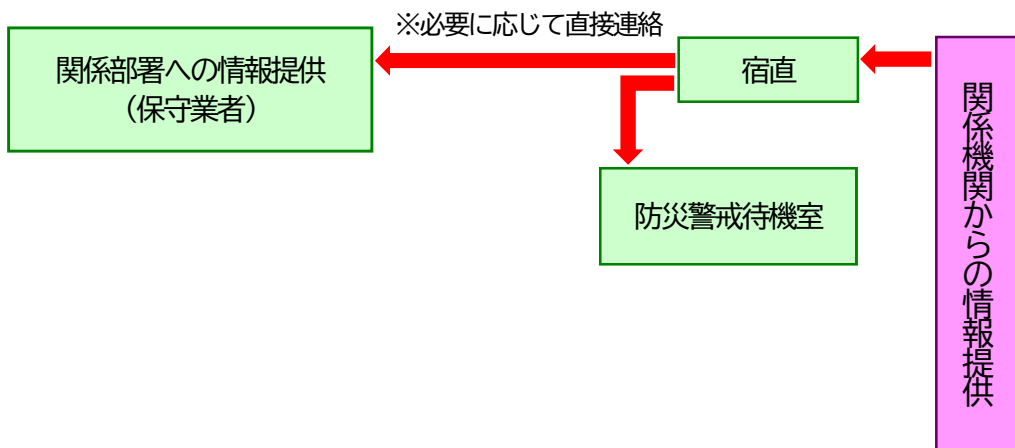 ※必要に応じて直接連絡
関係部署への情報提供
（保守業者）
宿直
防災警戒待機室
関係機関からの情報提供